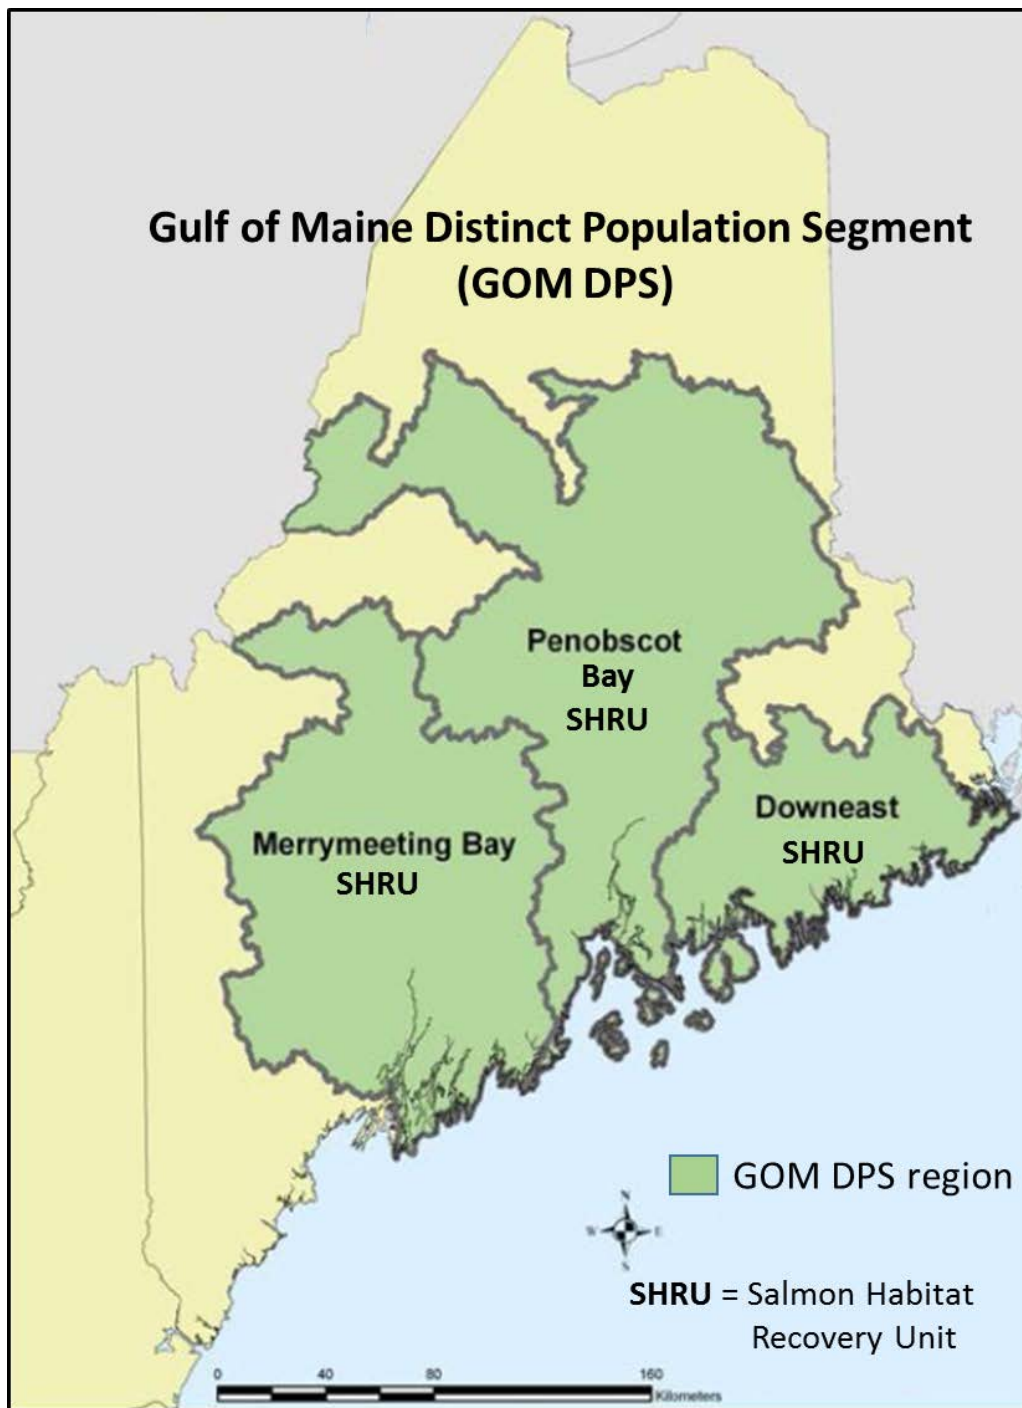 Gulf of Maine Distinct Population Segment
(GOM DPS)
Penobscot
Bay
SHRU
Downeast
SHRU
Merrymeeting Bay
SHRU
GOM DPS region
N
W E
S
SHRU = Salmon Habitat
Recovery Unit
0 40 80 160
Kilometers